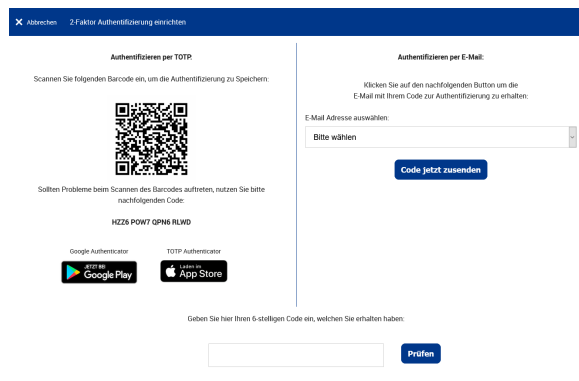 Abbrechen 2-Faktor Authentifizierung einrichten
Authentifizieren per TOTP:
Scannen Sie folgenden Barcode ein, um die Authentifizierung zu Speichern:
Sollten Probleme beim Scannen des Barcodes auftreten, nutzen Sie bitte
nachfolgenden Code:
HZZ6 POW7 QPN6 RLWD
Google Authenticator
JETZT BEI
Google Play
TOTP Authenticator
Laden im
App Store
Authentifizieren per E-Mail:
Klicken Sie auf den nachfolgenden Button um die
E-Mail mit Ihrem Code zur Authentifizierung zu erhalten:
E-Mail Adresse auswählen:
Bitte wählen
Code jetzt zusenden
Geben Sie hier Ihren 6-stelligen Code ein, welchen Sie erhalten haben:
Prüfen